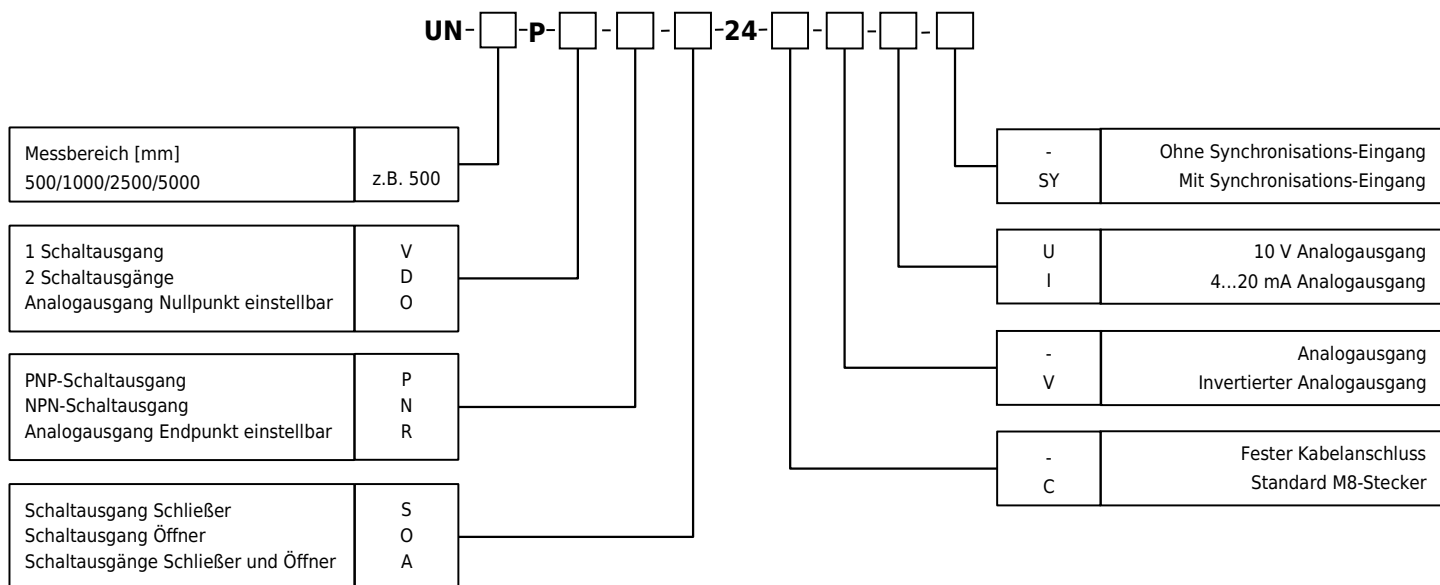 UN- -P - - -24- - - -
Messbereich [mm]
500/1000/2500/5000
z.B. 500
1 Schaltausgang V
2 Schaltausgänge D
Analogausgang Nullpunkt einstellbar O
PNP-Schaltausgang P
NPN-Schaltausgang N
Analogausgang Endpunkt einstellbar R
Schaltausgang Schließer S
Schaltausgang Öffner O
Schaltausgänge Schließer und Öffner A
- Ohne Synchronisations-Eingang
SY Mit Synchronisations-Eingang
U 10 V Analogausgang
I 4...20 mA Analogausgang
- Analogausgang
V Invertierter Analogausgang
- Fester Kabelanschluss
C Standard M8-Stecker